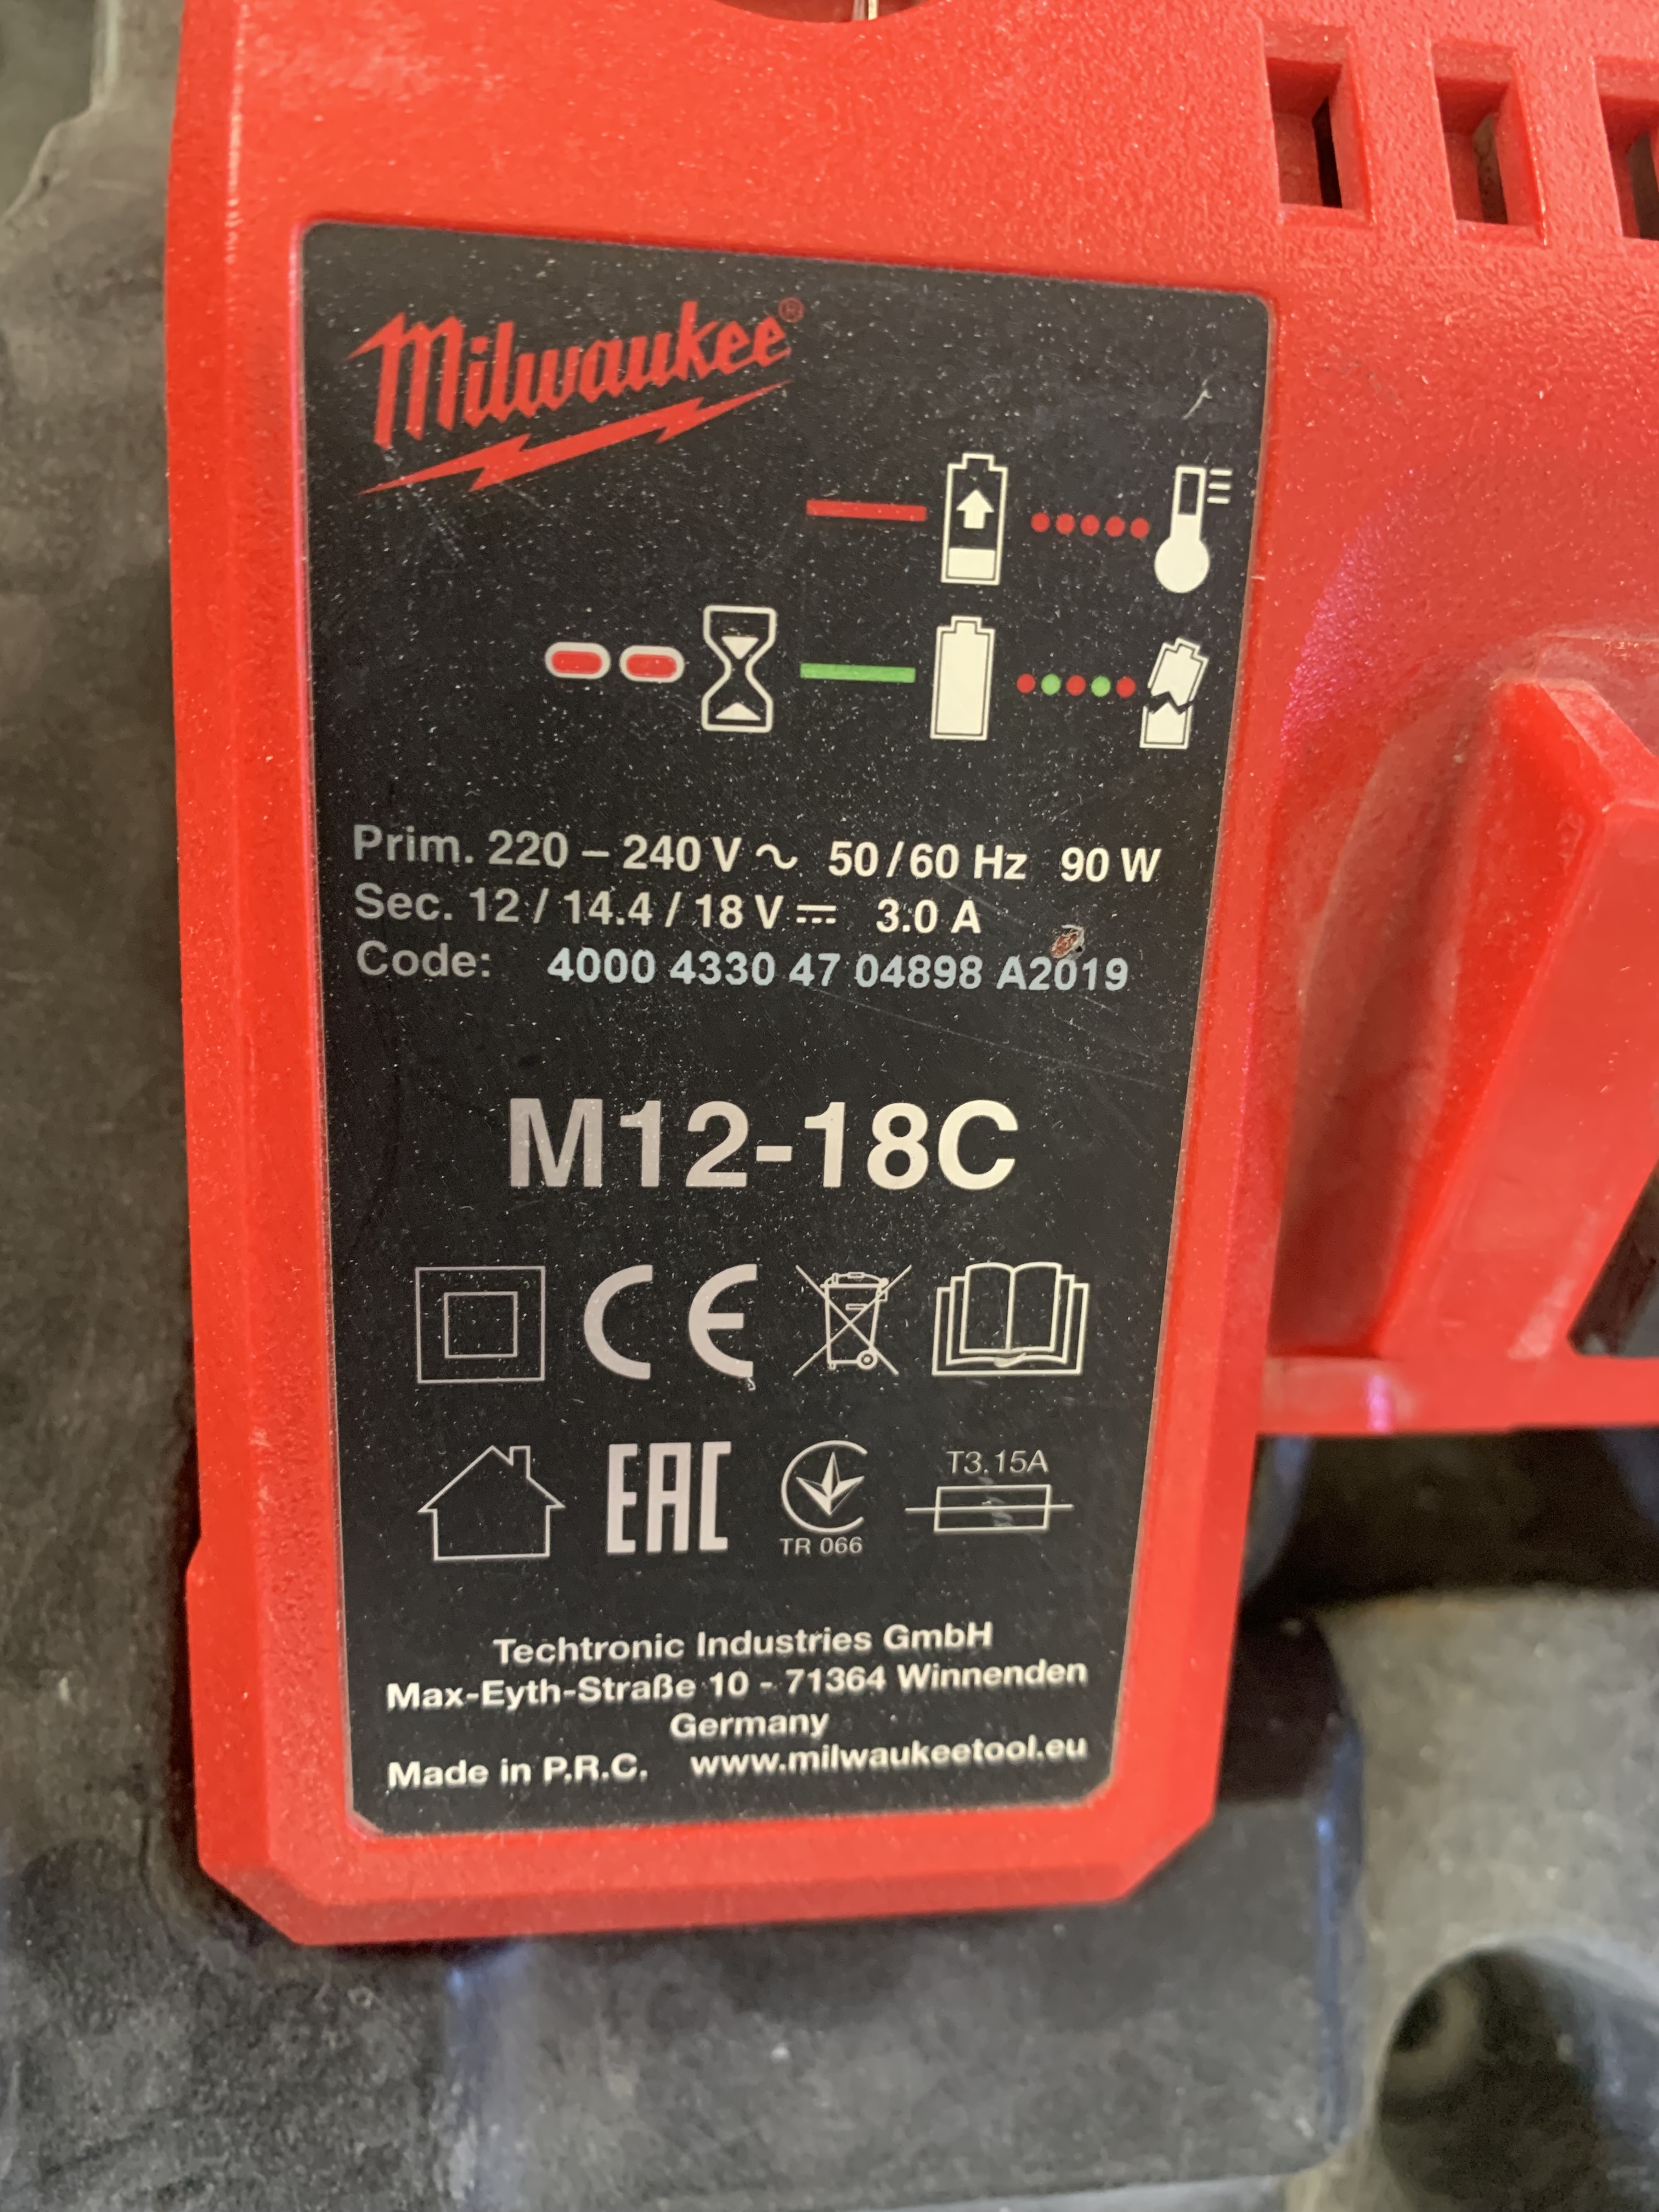 Milwaukee®
Prim. 220 – 240 V ~ 50/60 Hz 90 W
Sec. 12 / 14.4 / 18 V ⎓ 3.0 A
Code: 4000 4330 47 04898 A2019
M12-18C
CE
EAC
TR 066
T3.15A
Techtronic Industries GmbH
Max-Eyth-Straße 10 - 71364 Winnenden
Germany
Made in P.R.C. www.milwaukeetool.eu